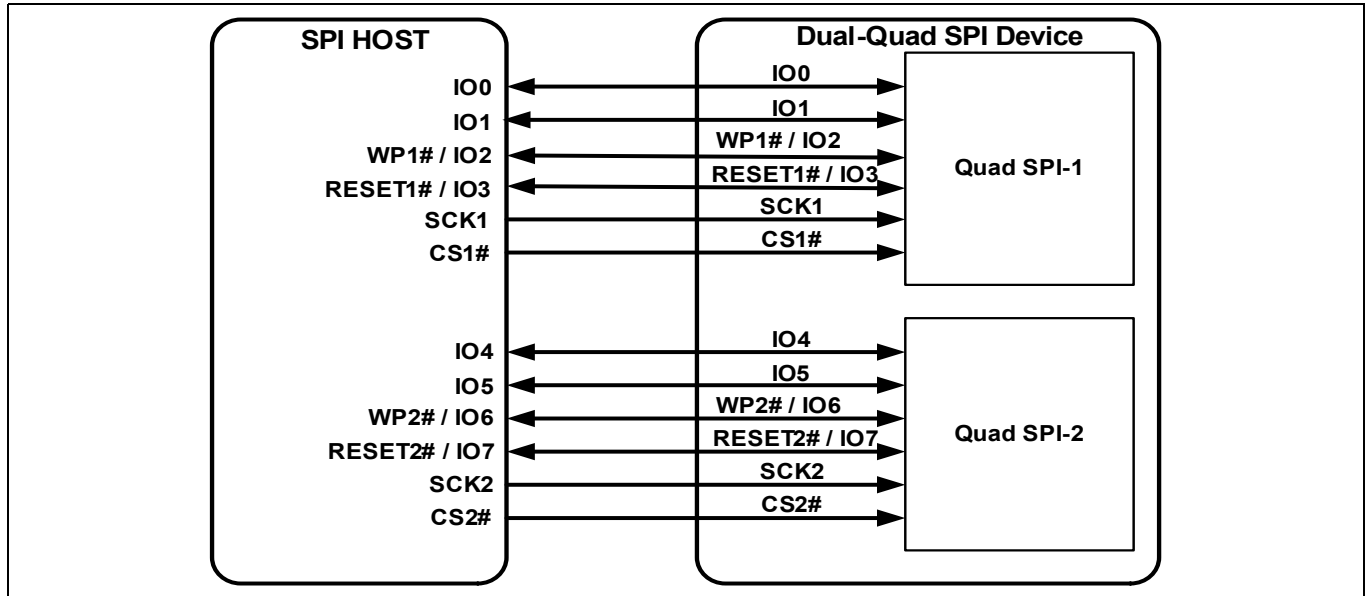 SPI HOST
Dual-Quad SPI Device
IO0
IO0
IO1
IO1
WP1# / IO2
WP1# / IO2
RESET1# / IO3
RESET1# / IO3
SCK1
SCK1
CS1#
CS1#
Quad SPI-1
IO4
IO4
IO5
IO5
WP2# / IO6
WP2# / IO6
RESET2# / IO7
RESET2# / IO7
SCK2
SCK2
CS2#
CS2#
Quad SPI-2